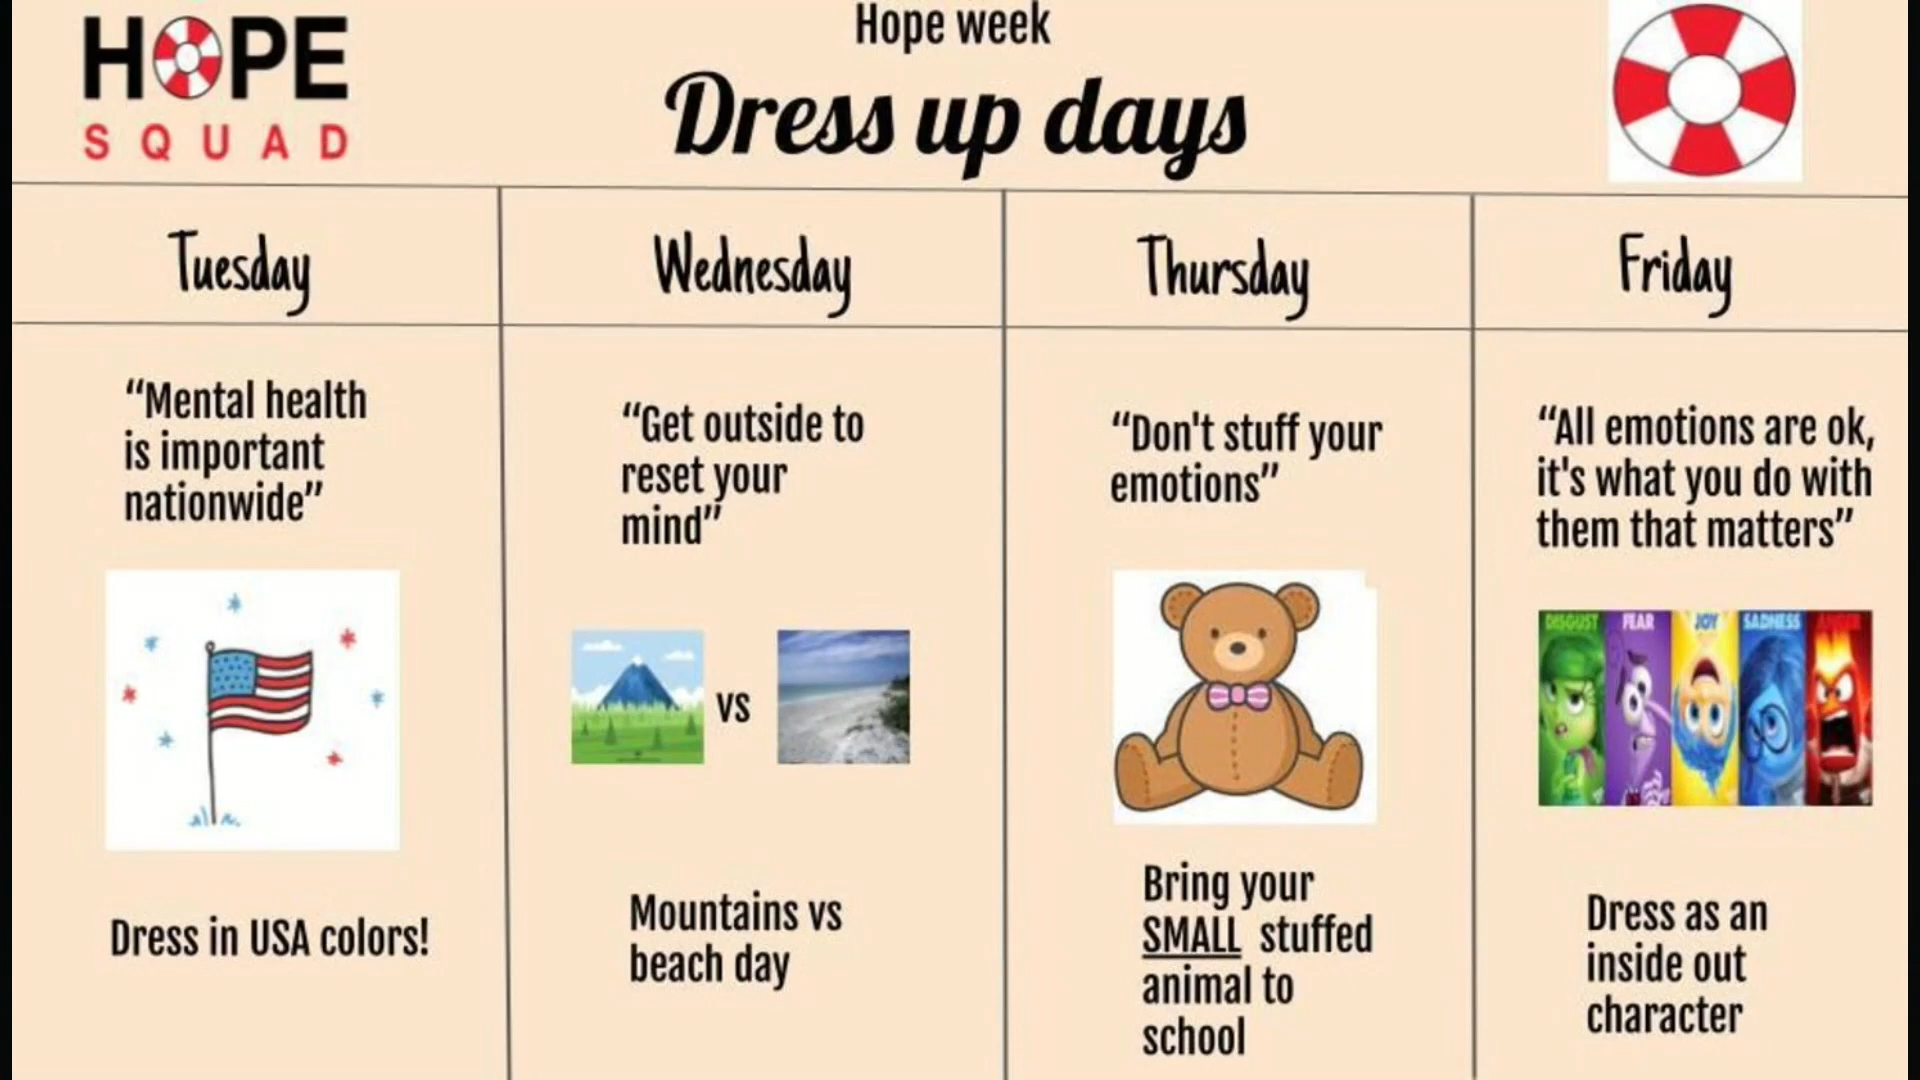 HOPE
SQUAD
Hope week
Dress up days
Tuesday
Wednesday
Thursday
Friday
“Mental health
is important
nationwide”
Dress in USA colors!
“Get outside to
reset your
mind”
vs
Mountains vs
beach day
“Don't stuff your
emotions”
Bring your
SMALL stuffed
animal to
school
“All emotions are ok,
it's what you do with
them that matters”
DISGUST FEAR JOY SADNESS ANGER
Dress as an
inside out
character